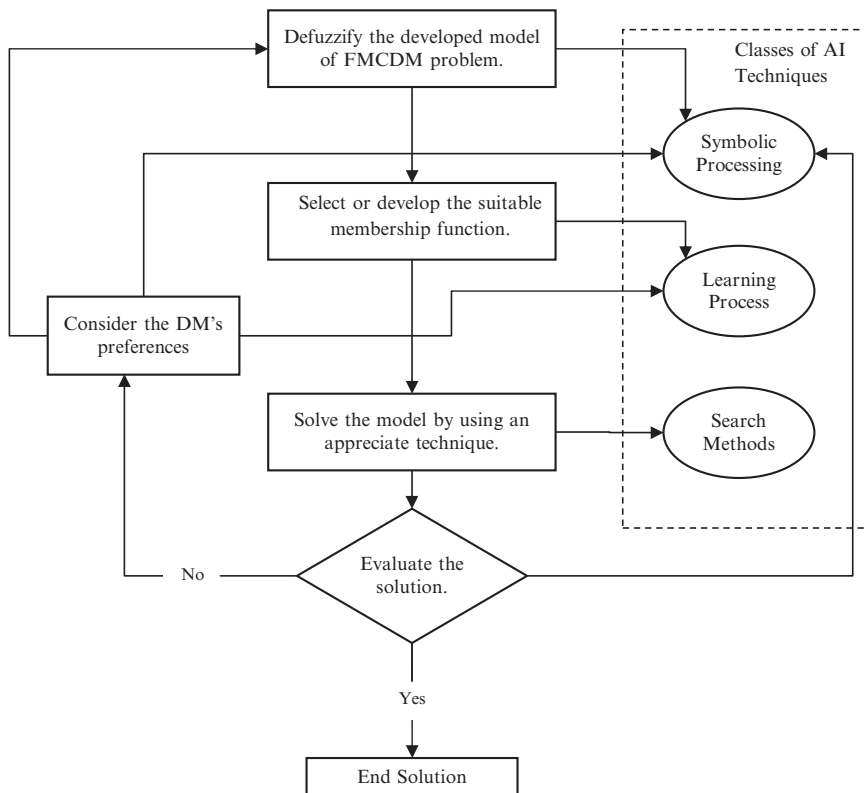 Defuzzify the developed model
of FMCDM problem.
Classes of AI
Techniques
Symbolic
Processing
Select or develop the suitable
membership function.
Learning
Process
Consider the DM's
preferences
Solve the model by using an
appreciate technique.
Search
Methods
Evaluate the
solution.
No
Yes
End Solution